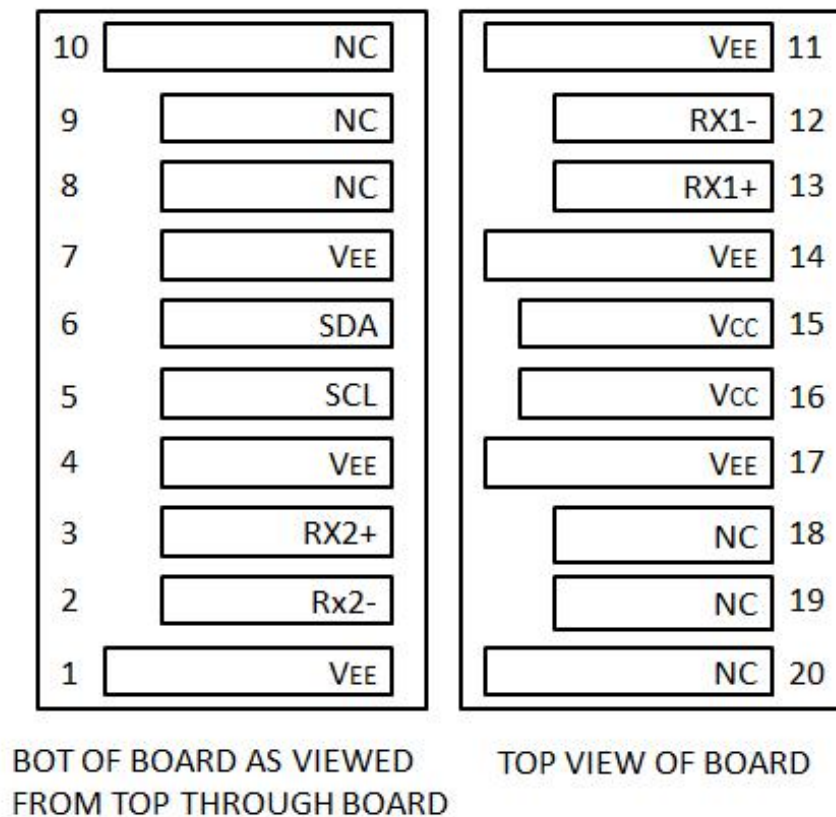 10 NC
9 NC
8 NC
7 VEE
6 SDA
5 SCL
4 VEE
3 RX2+
2 Rx2-
1 VEE
BOT OF BOARD AS VIEWED
FROM TOP THROUGH BOARD
VEE 11
RX1- 12
RX1+ 13
VEE 14
VCC 15
VCC 16
VEE 17
NC 18
NC 19
NC 20
TOP VIEW OF BOARD